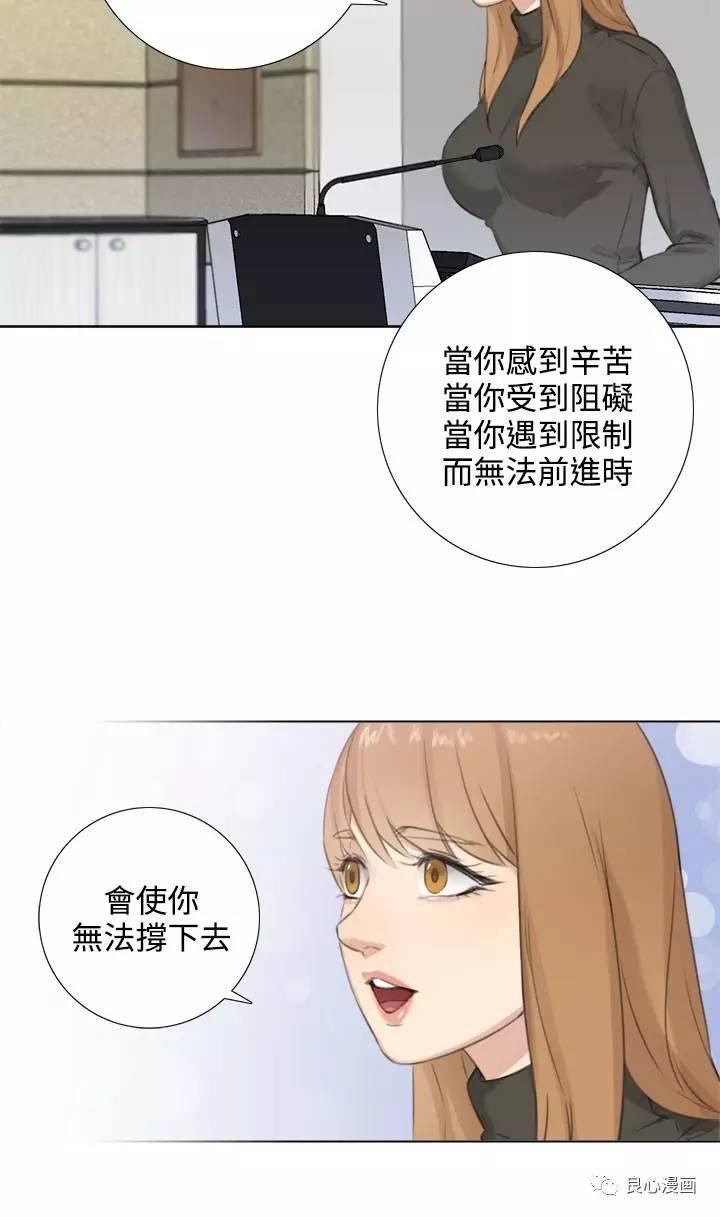 當你感到辛苦
當你受到阻礙
當你遇到限制
而無法前進時
會使你
無法撐下去
良心漫画